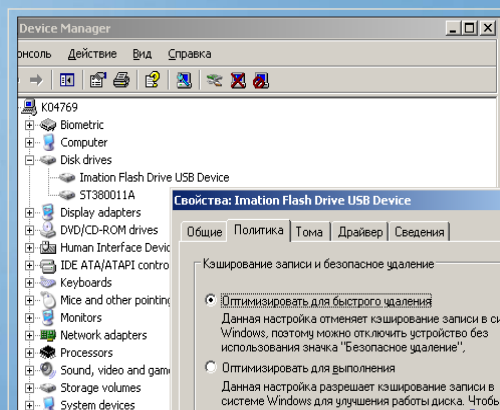 Device Manager
Действие Вид Справка
K04769
Biometric
Computer
Disk drives
Imation Flash Drive USB Device
ST380011A
Display adapters
DVD/CD-ROM drives
Human Interface Devic
IDE ATA/ATAPI contro
Keyboards
Mice and other pointing
Monitors
Network adapters
Processors
Sound, video and gam
Storage volumes
System devices
Свойства: Imation Flash Drive USB Device
Общие Политика Тома Драйвер Сведения
Кэширование записи и безопасное удаление
Оптимизировать для быстрого удаления
Данная настройка отменяет кэширование записи в си
Windows, поэтому можно отключить устройство без
использования значка "Безопасное удаление",
Оптимизировать для выполнения
Данная настройка разрешает кэширование записи в
системе Windows для улучшения работы диска. Чтобь